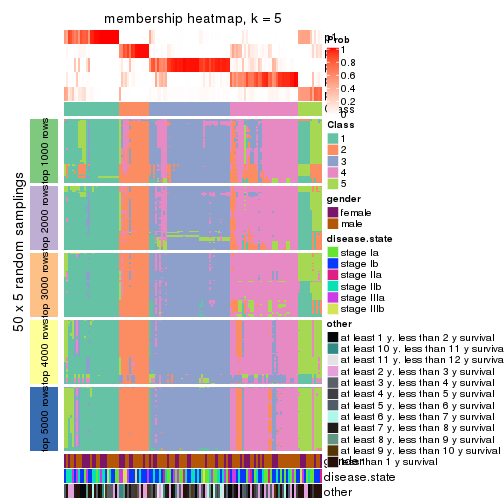 membership heatmap, k = 5
50 x 5 random samplings
top 1000 rows
top 2000 rows
top 3000 rows
top 4000 rows
top 5000 rows
Prob
1
0.8
0.6
0.4
0.2
0
Class
1
2
3
4
5
gender
female
male
disease.state
stage Ia
stage Ib
stage IIa
stage IIb
stage IIIa
stage IIIb
other
at least 1 y. less than 2 y survival
at least 10 y. less than 11 y surviva
at least 11 y. less than 12 y surviva
at least 2 y. less than 3 y survival
at least 3 y. less than 4 y survival
at least 4 y. less than 5 y survival
at least 5 y. less than 6 y survival
at least 6 y. less than 7 y survival
at least 7 y. less than 8 y survival
at least 8 y. less than 9 y survival
at least 9 y. less than 10 y survival
less than 1 y survival
disease.state
other